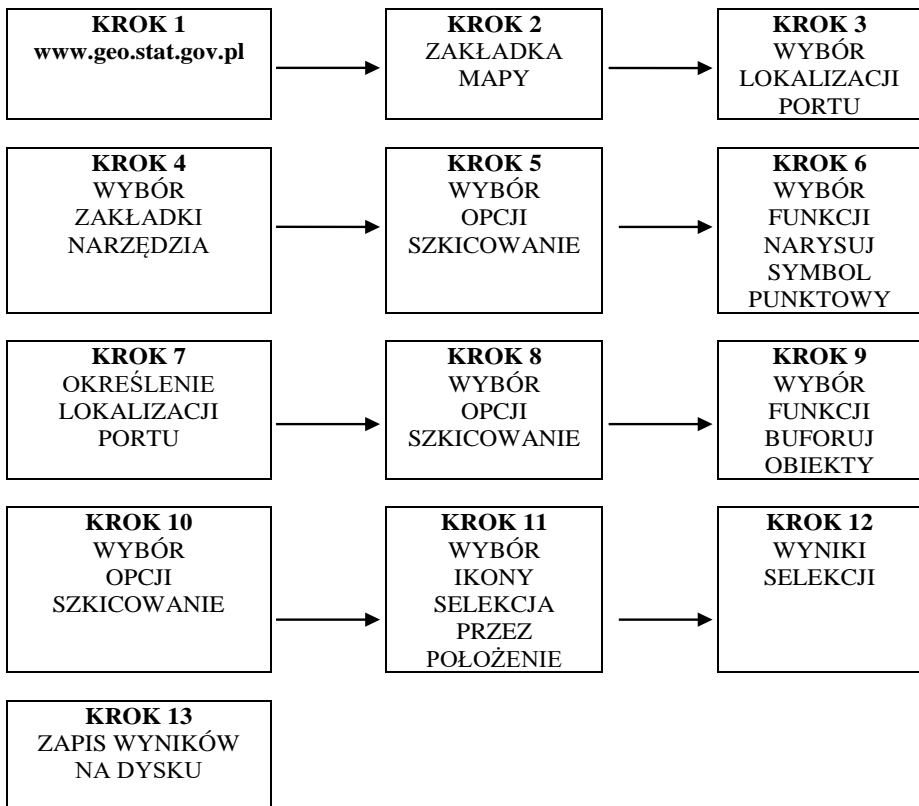 KROK 1
www.geo.stat.gov.pl
KROK 2
ZAKŁADKA
MAPY
KROK 3
WYBÓR
LOKALIZACJI
PORTU
KROK 4
WYBÓR
ZAKŁADKI
NARZĘDZIA
KROK 5
WYBÓR
OPCJI
SZKICOWANIE
KROK 6
WYBÓR
FUNKCJI
NARYSUJ
SYMBOL
PUNKTOWY
KROK 7
OKREŚLENIE
LOKALIZACJI
PORTU
KROK 8
WYBÓR
OPCJI
SZKICOWANIE
KROK 9
WYBÓR
FUNKCJI
BUFORUJ
OBIEKTY
KROK 10
WYBÓR
OPCJI
SZKICOWANIE
KROK 11
WYBÓR
IKONY
SELEKCJA
PRZEZ
POŁOŻENIE
KROK 12
WYNIKI
SELEKCJI
KROK 13
ZAPIS WYNIKÓW
NA DYSKU